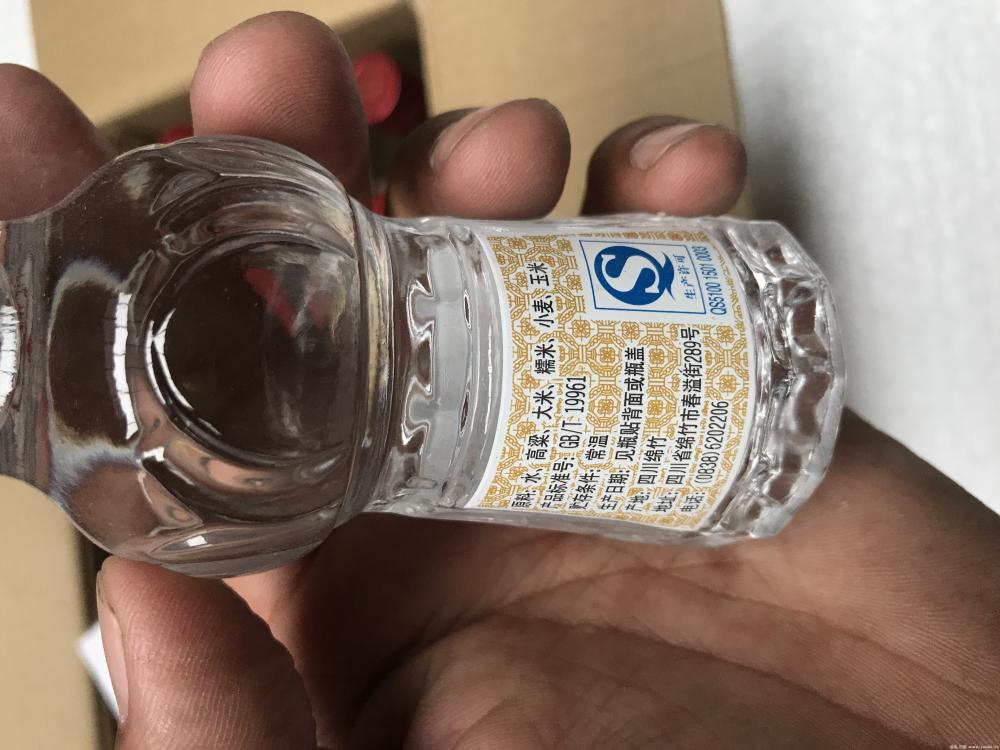 原料：水、高粱、大米、糯米、小麦、玉米
产品标准号：GB/T 19961
贮存条件：常温
生产日期：见瓶贴背面或瓶盖
产地：四川绵竹
地址：四川省绵竹市春溢街289号
电话：(0838)6202206
生产许可
QS5100 1501 0003